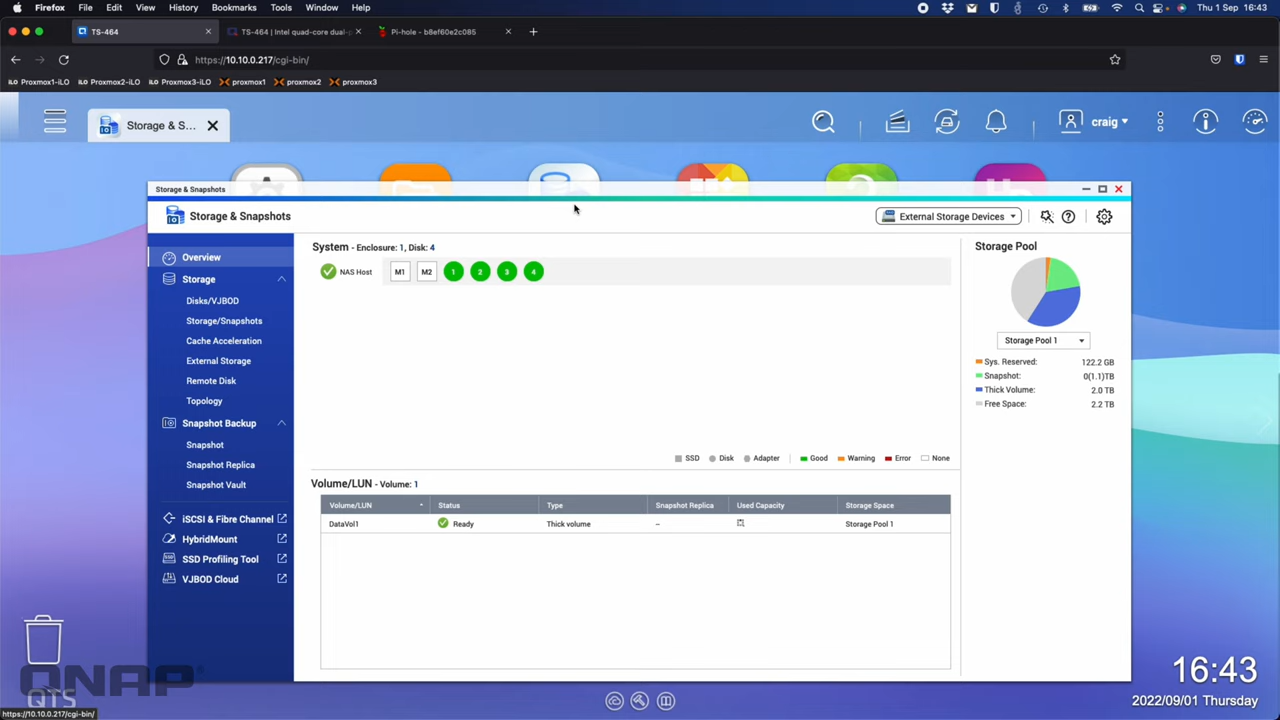 Firefox File Edit View History Bookmarks Tools Window Help Thu 1 Sep 16:43
TS-464 TS-464 | Intel quad-core dual-p Pi-hole - b8ef60e2c085
https://10.10.0.217/cgi-bin/
iLO Proxmox1-iLO iLO Proxmox2-iLO iLO Proxmox3-iLO proxmox1 proxmox2 proxmox3
Storage & S... craig
Storage & Snapshots
Storage & Snapshots External Storage Devices
Overview
Storage
Disks/VJBOD
Storage/Snapshots
Cache Acceleration
External Storage
Remote Disk
Topology
Snapshot Backup
Snapshot
Snapshot Replica
Snapshot Vault
iSCSI & Fibre Channel
HybridMount
SSD Profiling Tool
VJBOD Cloud
System - Enclosure: 1, Disk: 4
NAS Host M1 M2 1 2 3 4
SSD Disk Adapter Good Warning Error None
Volume/LUN - Volume: 1
Volume/LUN Status Type Snapshot Replica Used Capacity Storage Space
DataVol1 Ready Thick volume -- Storage Pool 1
Storage Pool
Storage Pool 1
Sys. Reserved: 122.2 GB
Snapshot: 0(1.1)TB
Thick Volume: 2.0 TB
Free Space: 2.2 TB
QNAP
QTS
16:43
2022/09/01 Thursday
https://10.10.0.217/cgi-bin/